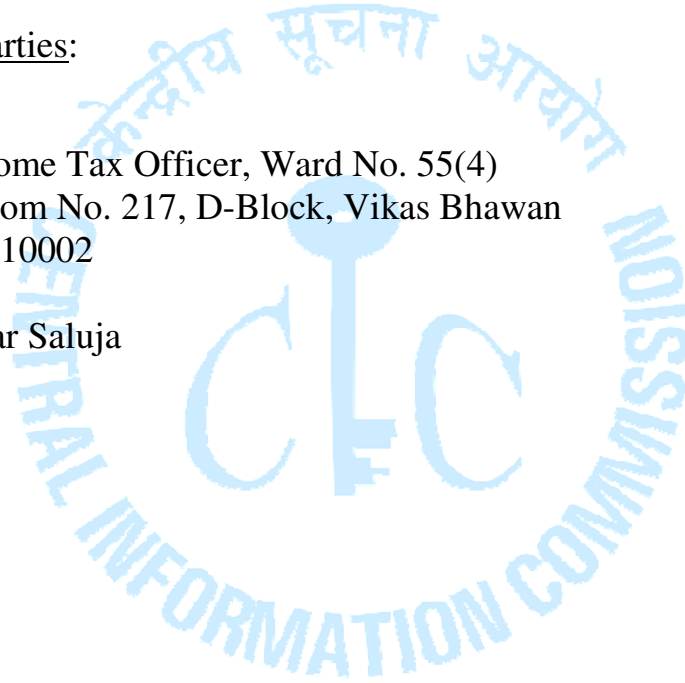 arties:
ome Tax Officer, Ward No. 55(4)
om No. 217, D-Block, Vikas Bhawan
10002
ar Saluja
केन्द्रीय सूचना आयोग
CENTRAL INFORMATION COMMISSION
CIC